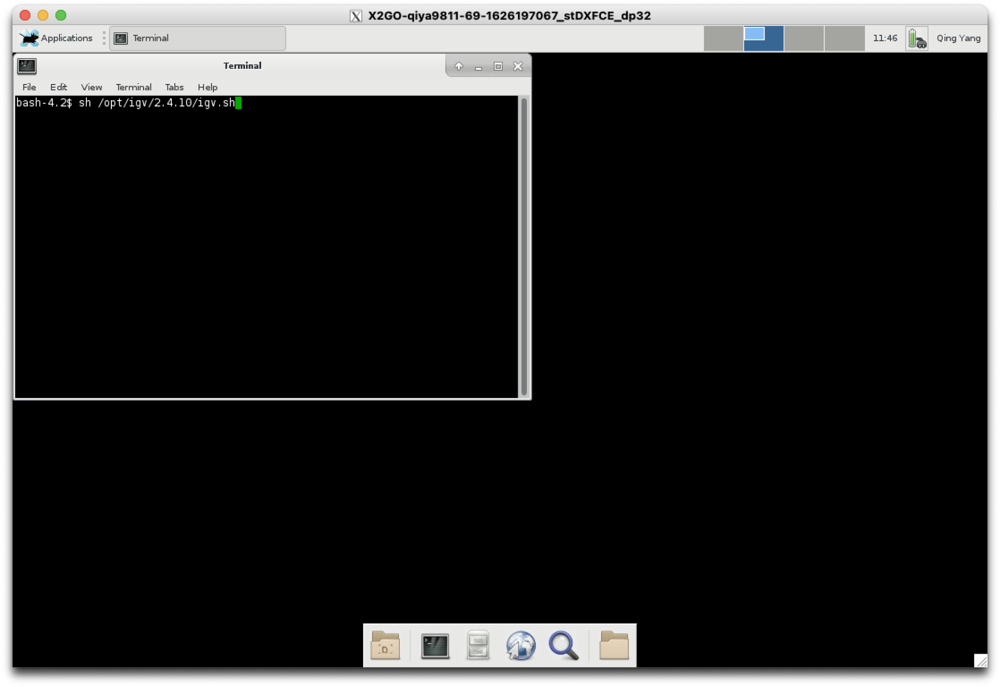 X2GO-qiya9811-69-1626197067_stDXFCE_dp32
Applications Terminal 11:46 Qing Yang
Terminal
File Edit View Terminal Tabs Help
bash-4.2$ sh /opt/igv/2.4.10/igv.sh